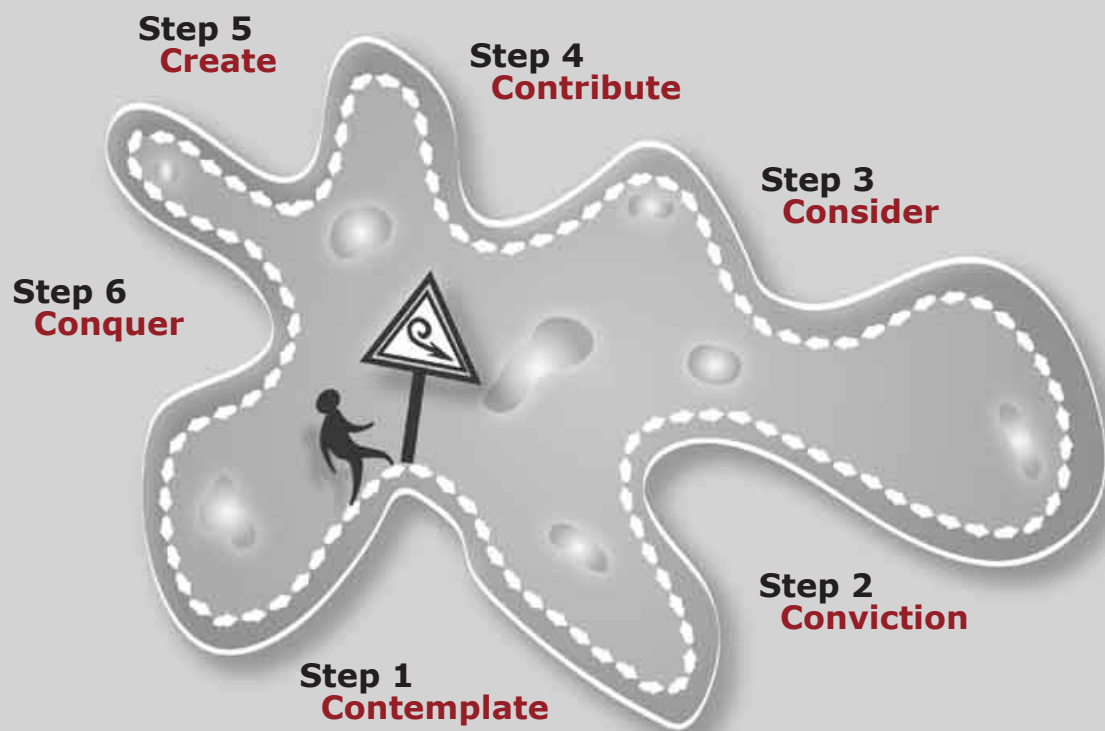 Step 5
Create
Step 4
Contribute
Step 3
Consider
Step 6
Conquer
Step 2
Conviction
Step 1
Contemplate